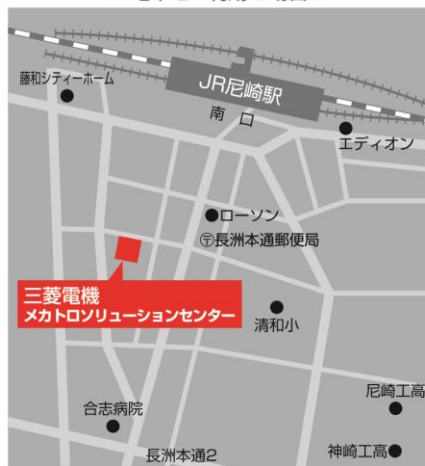 藤和シティーホーム
JR尼崎駅
南 口
エディオン
ローソン
〒長洲本通郵便局
三菱電機
メカトロソリューションセンター
清和小
尼崎工高
合志病院
神崎工高
長洲本通2